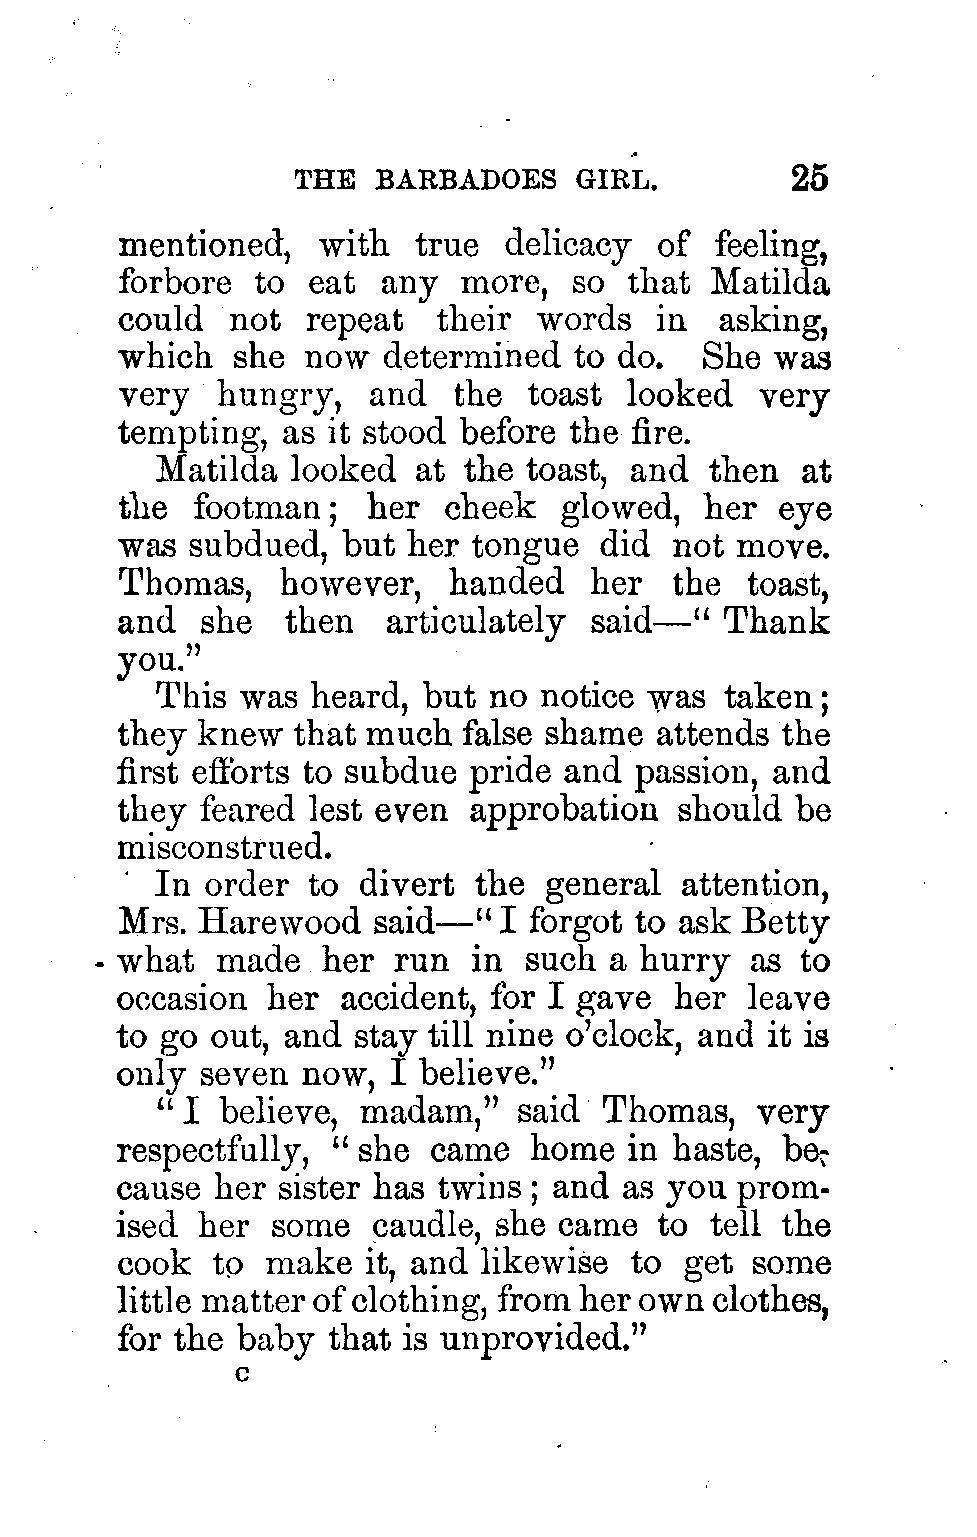 THE BARBADOES GIRL. 25
mentioned, with true delicacy of feeling,
forbore to eat any more, so that Matilda
could not repeat their words in asking,
which she now determined to do. She was
very hungry, and the toast looked very
tempting, as it stood before the fire.
Matilda looked at the toast, and then at
the footman; her cheek glowed, her eye
was subdued, but her tongue did not move.
Thomas, however, handed her the toast,
and she then articulately said—“ Thank
you.”
This was heard, but no notice was taken;
they knew that much false shame attends the
first efforts to subdue pride and passion, and
they feared lest even approbation should be
misconstrued.
In order to divert the general attention,
Mrs. Harewood said—“ I forgot to ask Betty
what made her run in such a hurry as to
occasion her accident, for I gave her leave
to go out, and stay till nine o’clock, and it is
only seven now, I believe.”
“ I believe, madam,” said Thomas, very
respectfully, “ she came home in haste, be-
cause her sister has twins ; and as you prom-
ised her some caudle, she came to tell the
cook to make it, and likewise to get some
little matter of clothing, from her own clothes,
for the baby that is unprovided.”
C